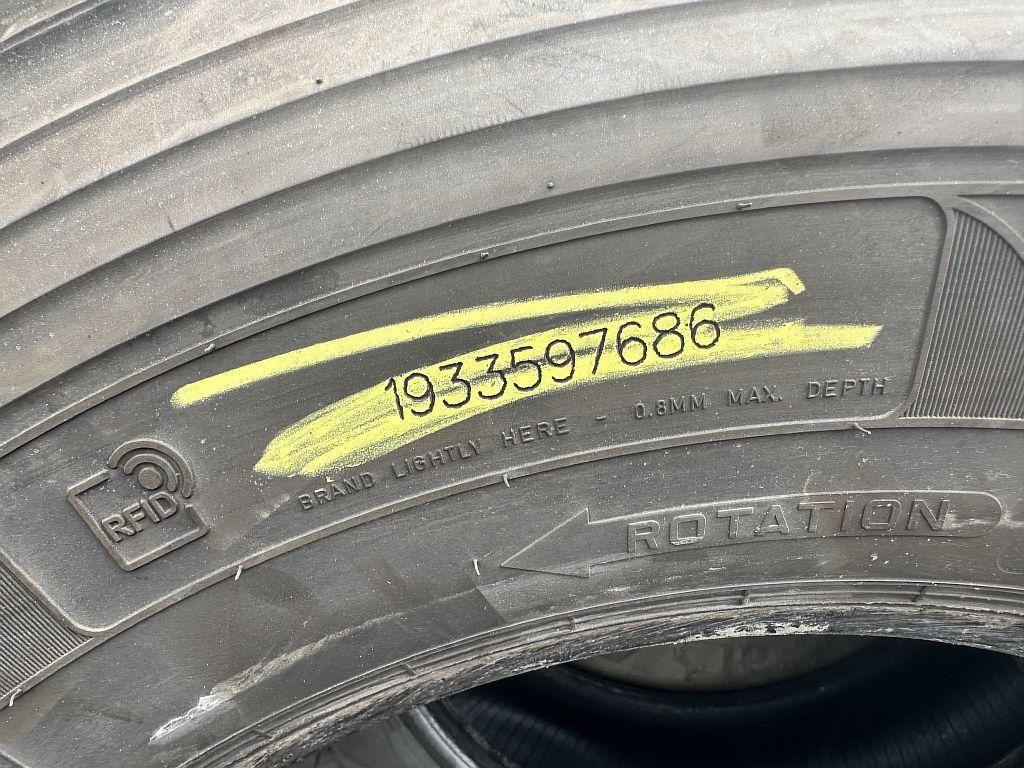 1933597686
BRAND LIGHTLY HERE - 0.8MM MAX. DEPTH
RFID
ROTATION